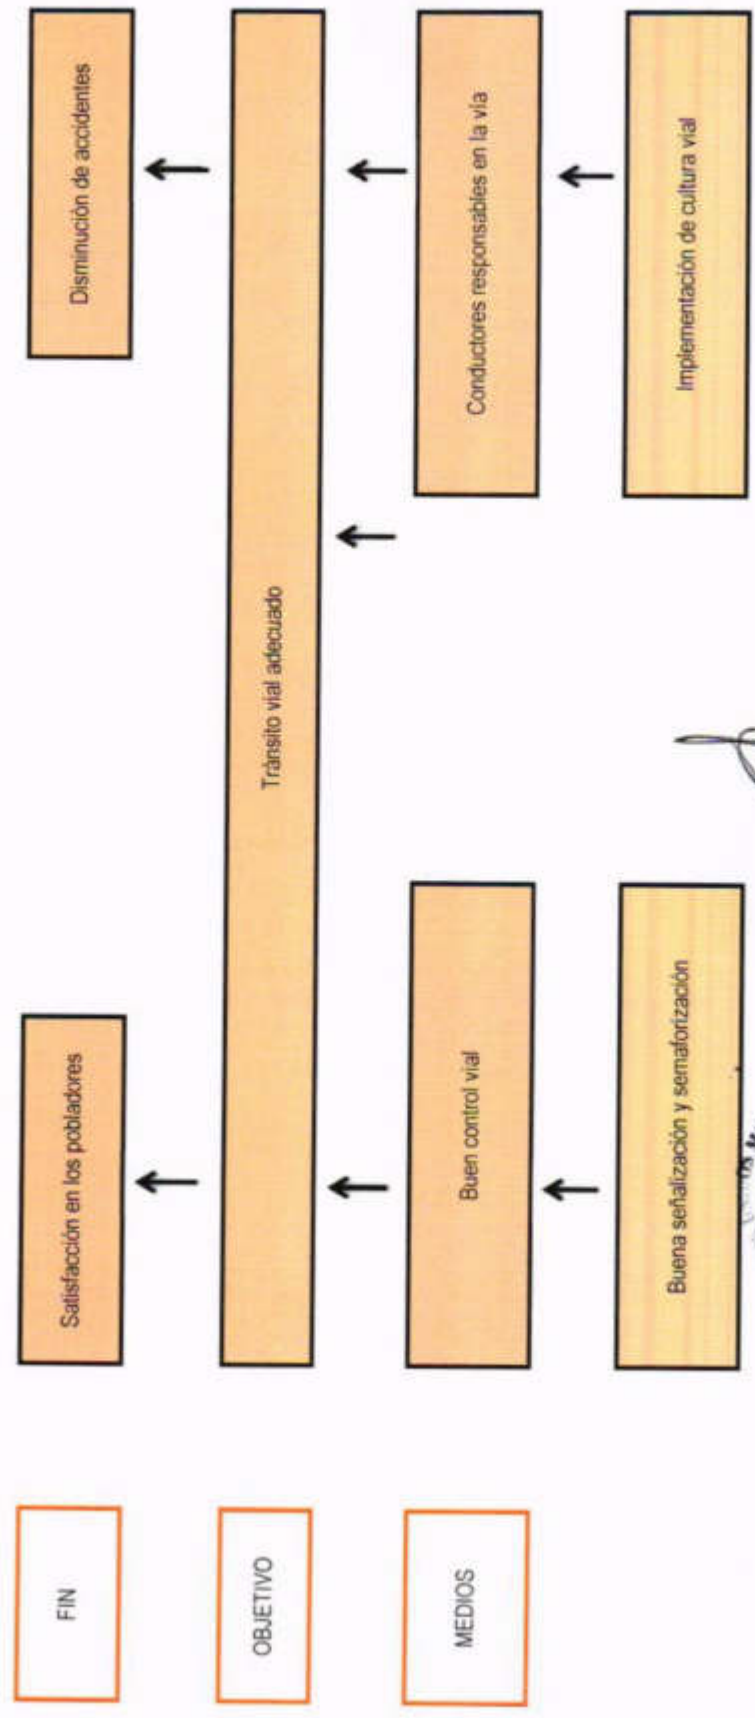 FIN
Satisfacción en los pobladores
Disminución de accidentes
OBJETIVO
Tránsito vial adecuado
MEDIOS
Buen control vial
Conductores responsables en la vía
Buena señalización y semaforización
Implementación de cultura vial